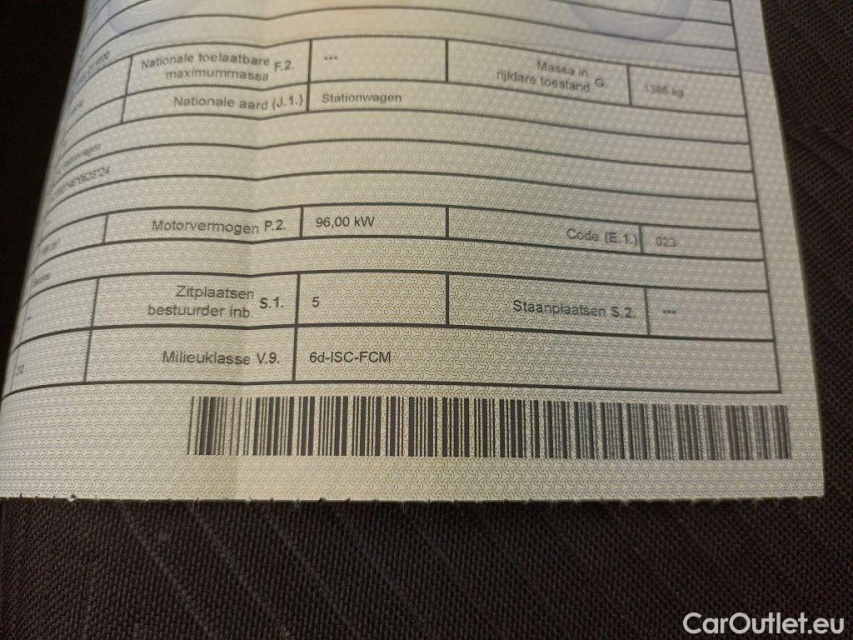 Nationale toelaatbare F.2. *** Massa in
maximummassa rijklare toestand G. 1385 kg
Nationale aard (J.1.) Stationwagen
Motorvermogen P.2. 96,00 kW Code (E.1.) 023
Zitplaatsen S.1. 5 Staanplaatsen S.2. ***
bestuurder inb
Milieuklasse V.9. 6d-ISC-FCM
CarOutlet.eu